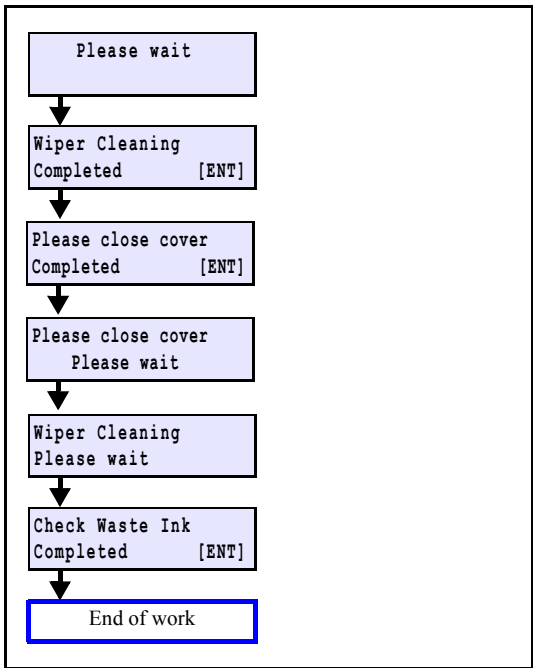 Please wait
Wiper Cleaning
Completed [ENT]
Please close cover
Completed [ENT]
Please close cover
Please wait
Wiper Cleaning
Please wait
Check Waste Ink
Completed [ENT]
End of work